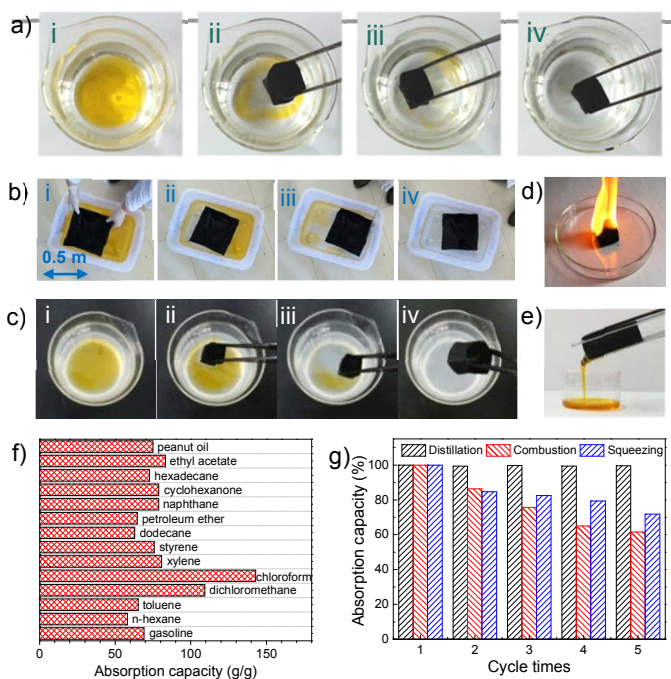 a)
i
ii
iii
iv
b)
i
ii
iii
iv
0.5 m
d)
c)
i
ii
iii
iv
e)
f)
peanut oil
ethyl acetate
hexadecane
cyclohexanone
naphthane
petroleum ether
dodecane
styrene
xylene
chloroform
dichloromethane
toluene
n-hexane
gasoline
0 50 100 150
Absorption capacity (g/g)
g)
Distillation Combustion Squeezing
100
80
60
40
20
0
Absorption capacity (%)
1 2 3 4 5
Cycle times